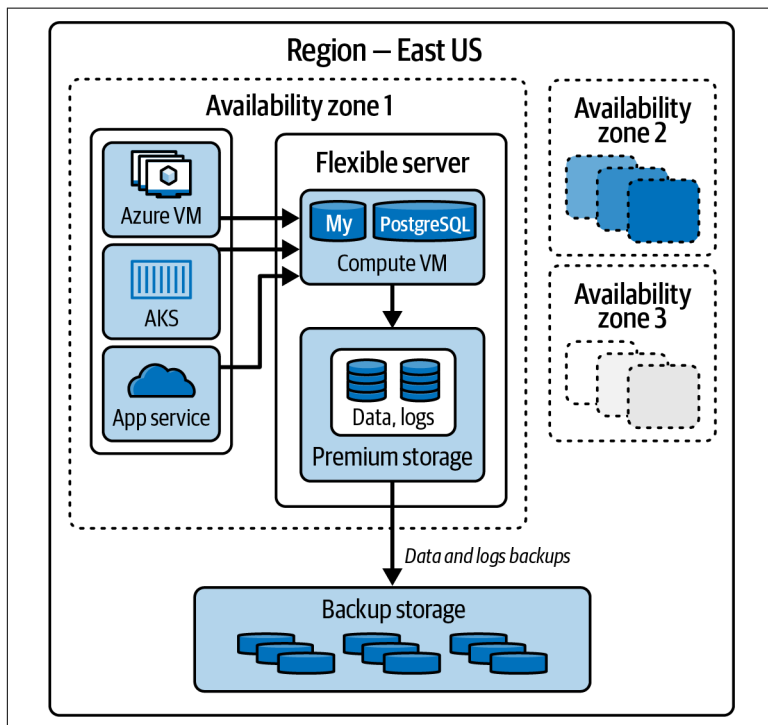 Region – East US
Availability zone 1
Azure VM
AKS
App service
Flexible server
My
PostgreSQL
Compute VM
Data, logs
Premium storage
Availability
zone 2
Availability
zone 3
Data and logs backups
Backup storage